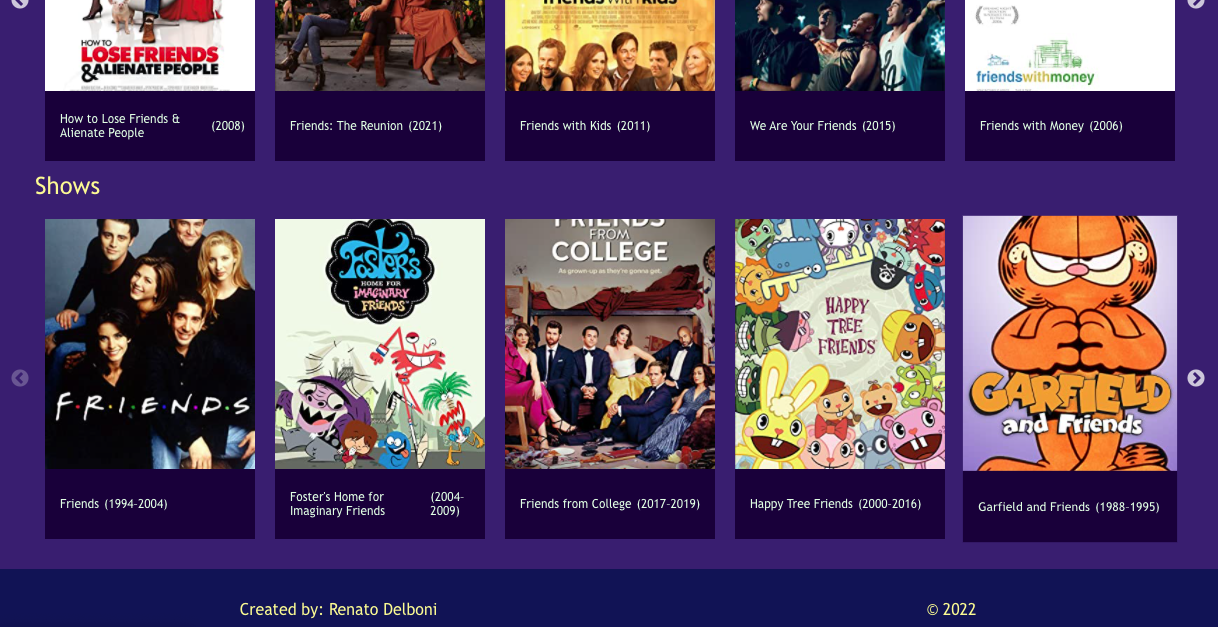 friends with kids
HOW TO
LOSE FRIENDS
& ALIENATE PEOPLE
friendswithmoney
How to Lose Friends &
Alienate People
(2008)
Friends: The Reunion (2021)
Friends with Kids (2011)
We Are Your Friends (2015)
Friends with Money (2006)
Shows
F·R·I·E·N·D·S
Foster's
HOME FOR
IMAGINARY
FRIENDS
FRIENDS
FROM
COLLEGE
As grown-up as they're gonna get.
HAPPY
TREE
FRIENDS
GARFIELD
and Friends
Friends (1994-2004)
Foster's Home for
Imaginary Friends
(2004-
2009)
Friends from College (2017-2019)
Happy Tree Friends (2000-2016)
Garfield and Friends (1988-1995)
Created by: Renato Delboni
© 2022